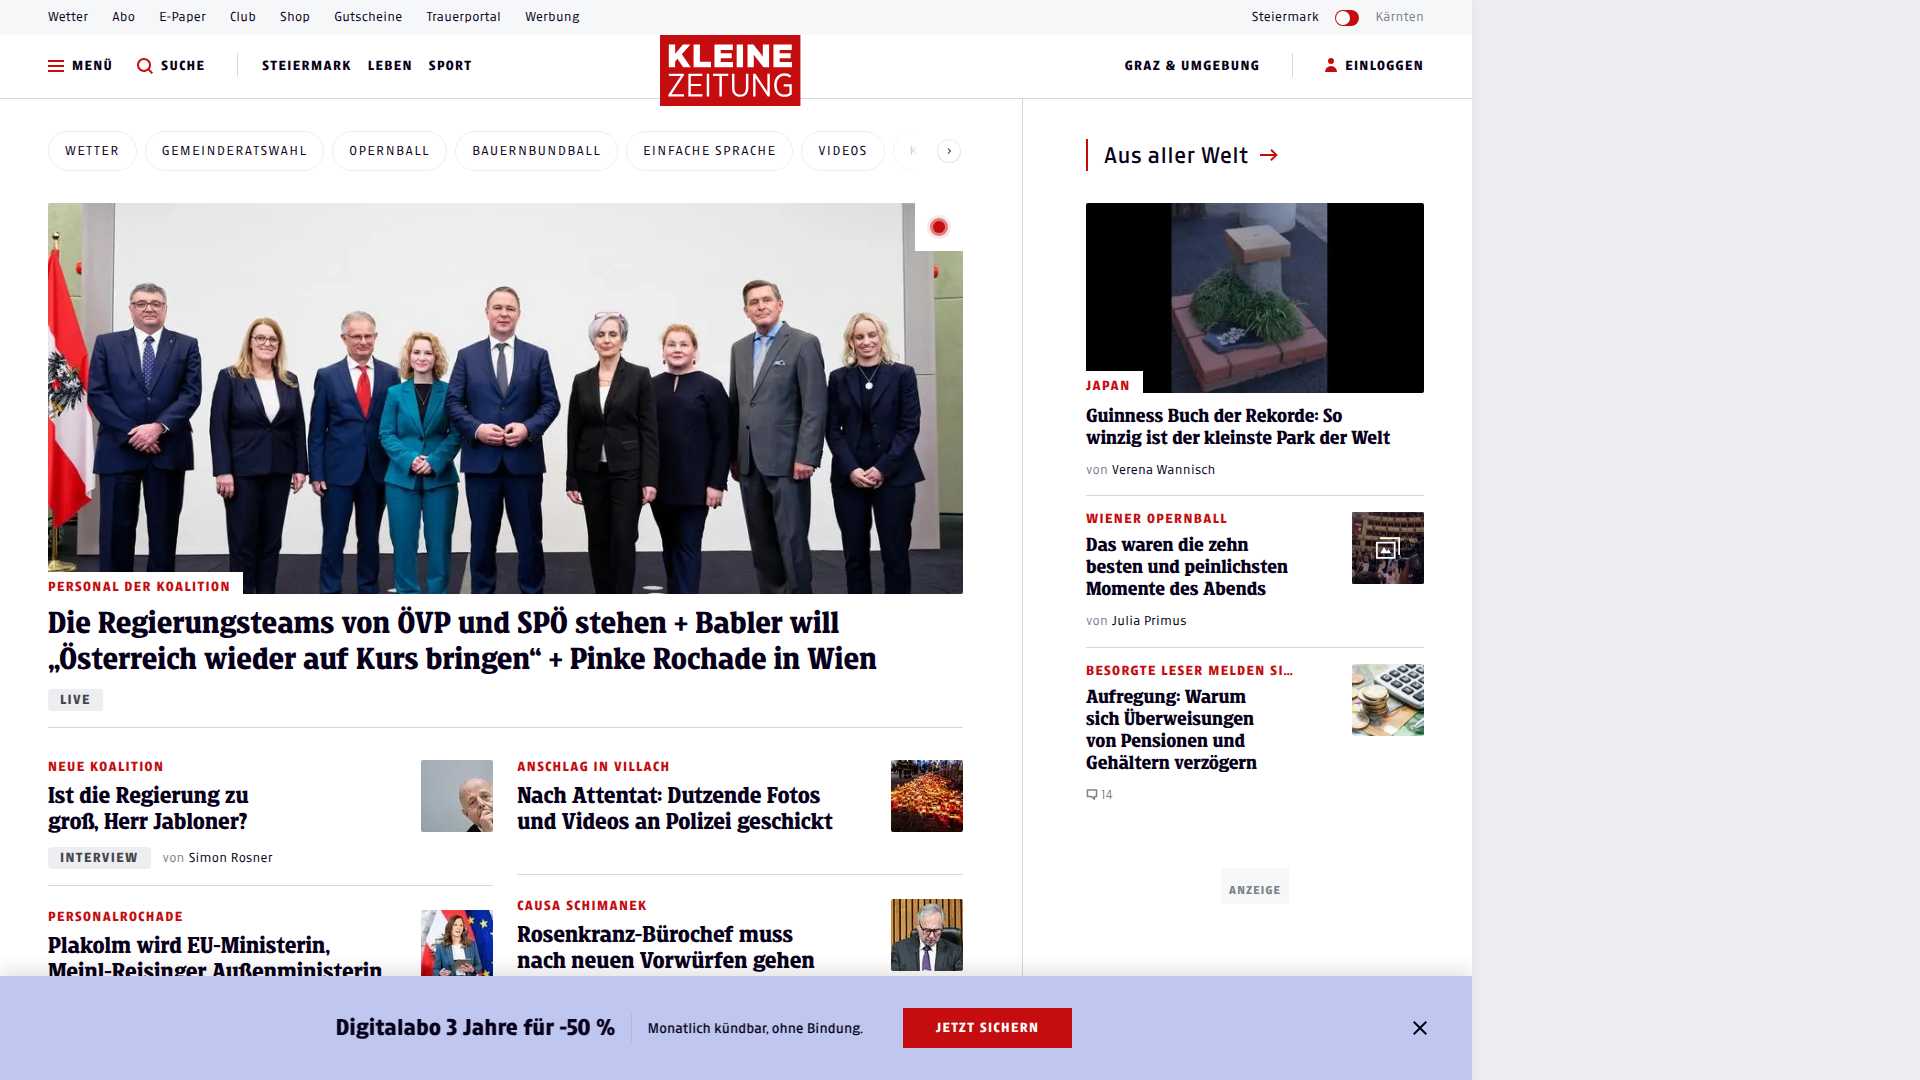 Wetter Abo E-Paper Club Shop Gutscheine Trauerportal Werbung
Steiermark Kärnten
MENÜ SUCHE STEIERMARK LEBEN SPORT
KLEINE
ZEITUNG
GRAZ & UMGEBUNG EINLOGGEN
WETTER GEMEINDERATSWAHL OPERNBALL BAUERNBUNDBALL EINFACHE SPRACHE VIDEOS
PERSONAL DER KOALITION
Die Regierungsteams von ÖVP und SPÖ stehen + Babler will
„Österreich wieder auf Kurs bringen“ + Pinke Rochade in Wien
LIVE
NEUE KOALITION
Ist die Regierung zu
groß, Herr Jabloner?
INTERVIEW von Simon Rosner
PERSONALROCHADE
Plakolm wird EU-Ministerin,
Meinl-Reisinger Außenministerin
ANSCHLAG IN VILLACH
Nach Attentat: Dutzende Fotos
und Videos an Polizei geschickt
CAUSA SCHIMANEK
Rosenkranz-Bürochef muss
nach neuen Vorwürfen gehen
Aus aller Welt
JAPAN
Guinness Buch der Rekorde: So
winzig ist der kleinste Park der Welt
von Verena Wannisch
WIENER OPERNBALL
Das waren die zehn
besten und peinlichsten
Momente des Abends
von Julia Primus
BESORGTE LESER MELDEN SI...
Aufregung: Warum
sich Überweisungen
von Pensionen und
Gehältern verzögern
14
ANZEIGE
Digitalabo 3 Jahre für -50 %
Monatlich kündbar, ohne Bindung.
JETZT SICHERN